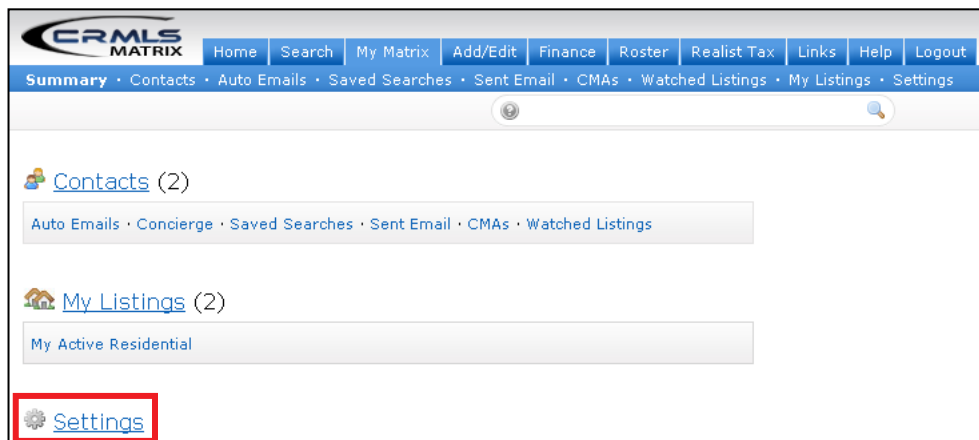 CRMLS
MATRIX
Home Search My Matrix Add/Edit Finance Roster Realist Tax Links Help Logout
Summary · Contacts · Auto Emails · Saved Searches · Sent Email · CMAs · Watched Listings · My Listings · Settings
?
Contacts (2)
Auto Emails · Concierge · Saved Searches · Sent Email · CMAs · Watched Listings
My Listings (2)
My Active Residential
Settings